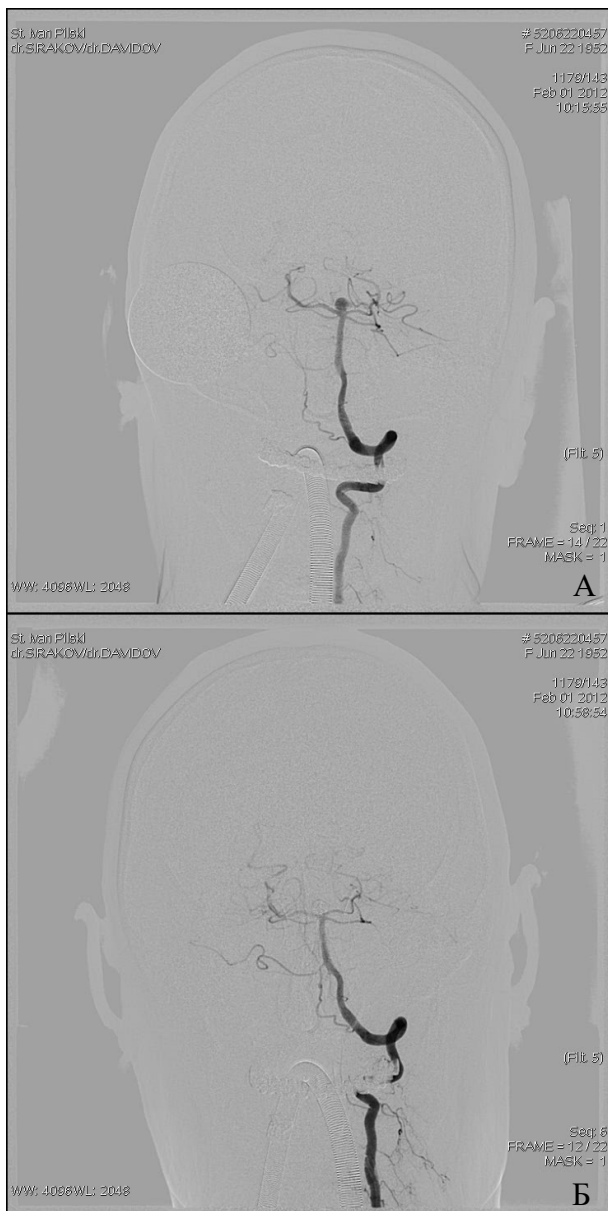 St. Ivan Rilski
dr.SIRAKOV/dr.DAVIDOV
# 5206220457
F Jun 22 1952
1179/143
Feb 01 2012
10:15:55
(Filt. 5)
Seq: 1
FRAME = 14 / 22
MASK = 1
WW: 4096WL: 2048
А
St. Ivan Rilski
dr.SIRAKOV/dr.DAVIDOV
# 5206220457
F Jun 22 1952
1179/143
Feb 01 2012
10:58:54
(Filt. 5)
Seq: 6
FRAME = 12 / 22
MASK = 1
WW: 4096WL: 2048
Б